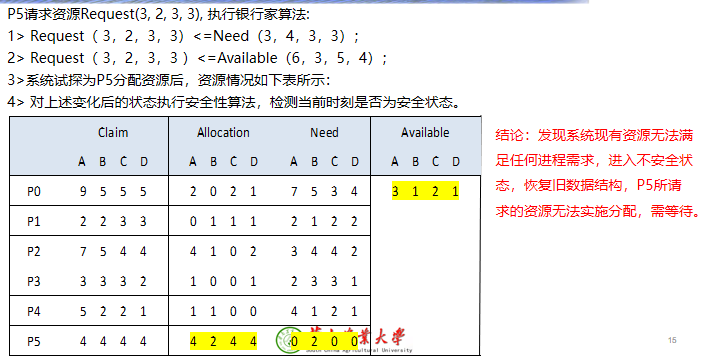 P5请求资源Request(3, 2, 3, 3), 执行银行家算法:
1> Request（ 3，2，3，3）<=Need（3，4，3，3）；
2> Request（ 3，2，3，3 ）<=Available（6，3，5，4）；
3>系统试探为P5分配资源后，资源情况如下表所示：
4> 对上述变化后的状态执行安全性算法，检测当前时刻是否为安全状态。
Claim Allocation Need Available
A B C D A B C D A B C D A B C D
P0 9 5 5 5 2 0 2 1 7 5 3 4 3 1 2 1
P1 2 2 3 3 0 1 1 1 2 1 2 2
P2 7 5 4 4 4 1 0 2 3 4 4 2
P3 3 3 3 2 1 0 0 1 2 3 3 1
P4 5 2 2 1 1 1 0 0 4 1 2 1
P5 4 4 4 4 4 2 4 4 0 2 0 0
结论：发现系统现有资源无法满
足任何进程需求，进入不安全状
态，恢复旧数据结构，P5所请
求的资源无法实施分配，需等待。
农业大学
Agricultural University
15